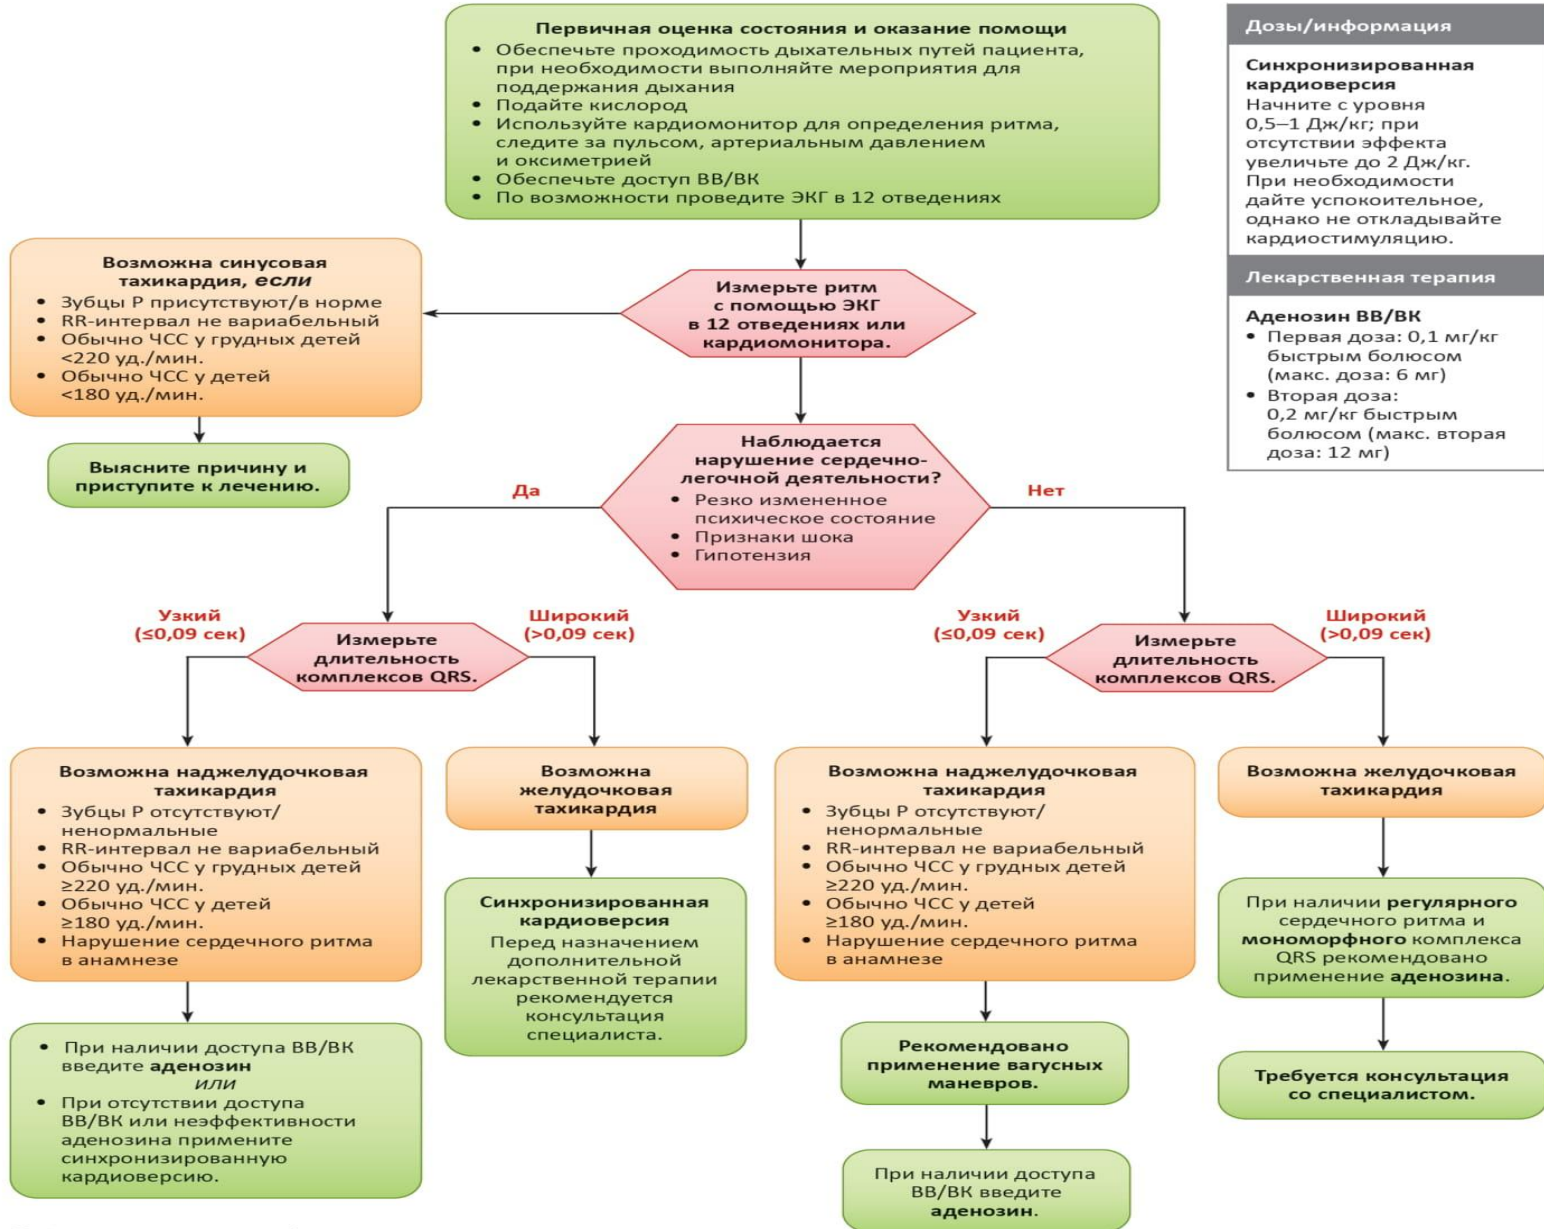 Первичная оценка состояния и оказание помощи
• Обеспечьте проходимость дыхательных путей пациента,
при необходимости выполняйте мероприятия для
поддержания дыхания
• Подайте кислород
• Используйте кардиомонитор для определения ритма,
следите за пульсом, артериальным давлением
и оксиметрией
• Обеспечьте доступ ВВ/ВК
• По возможности проведите ЭКГ в 12 отведениях
Дозы/информация
Синхронизированная
кардиоверсия
Начните с уровня
0,5–1 Дж/кг; при
отсутствии эффекта
увеличьте до 2 Дж/кг.
При необходимости
дайте успокоительное,
однако не откладывайте
кардиостимуляцию.
Лекарственная терапия
Аденозин ВВ/ВК
• Первая доза: 0,1 мг/кг
быстрым болюсом
(макс. доза: 6 мг)
• Вторая доза:
0,2 мг/кг быстрым
болюсом (макс. вторая
доза: 12 мг)
Возможна синусовая
тахикардия, если
• Зубцы Р присутствуют/в норме
• RR-интервал не вариабельный
• Обычно ЧСС у грудных детей
<220 уд./мин.
• Обычно ЧСС у детей
<180 уд./мин.
Измерьте ритм
с помощью ЭКГ
в 12 отведениях или
кардиомонитора.
Выясните причину и
приступите к лечению.
Наблюдается
нарушение сердечно-
легочной деятельности?
• Резко измененное
психическое состояние
• Признаки шока
• Гипотензия
Да
Нет
Узкий
(≤0,09 сек)
Широкий
(>0,09 сек)
Измерьте
длительность
комплексов QRS.
Узкий
(≤0,09 сек)
Широкий
(>0,09 сек)
Измерьте
длительность
комплексов QRS.
Возможна наджелудочковая
тахикардия
• Зубцы Р отсутствуют/
ненормальные
• RR-интервал не вариабельный
• Обычно ЧСС у грудных детей
≥220 уд./мин.
• Обычно ЧСС у детей
≥180 уд./мин.
• Нарушение сердечного ритма
в анамнезе
Возможна
желудочковая
тахикардия
Возможна наджелудочковая
тахикардия
• Зубцы Р отсутствуют/
ненормальные
• RR-интервал не вариабельный
• Обычно ЧСС у грудных детей
≥220 уд./мин.
• Обычно ЧСС у детей
≥180 уд./мин.
• Нарушение сердечного ритма
в анамнезе
Возможна желудочковая
тахикардия
• При наличии доступа ВВ/ВК
введите аденозин
или
• При отсутствии доступа
ВВ/ВК или неэффективности
аденозина примените
синхронизированную
кардиоверсию.
Синхронизированная
кардиоверсия
Перед назначением
дополнительной
лекарственной терапии
рекомендуется
консультация
специалиста.
Рекомендовано
применение вагусных
маневров.
При наличии доступа
ВВ/ВК введите
аденозин.
При наличии регулярного
сердечного ритма и
мономорфного комплекса
QRS рекомендовано
применение аденозина.
Требуется консультация
со специалистом.